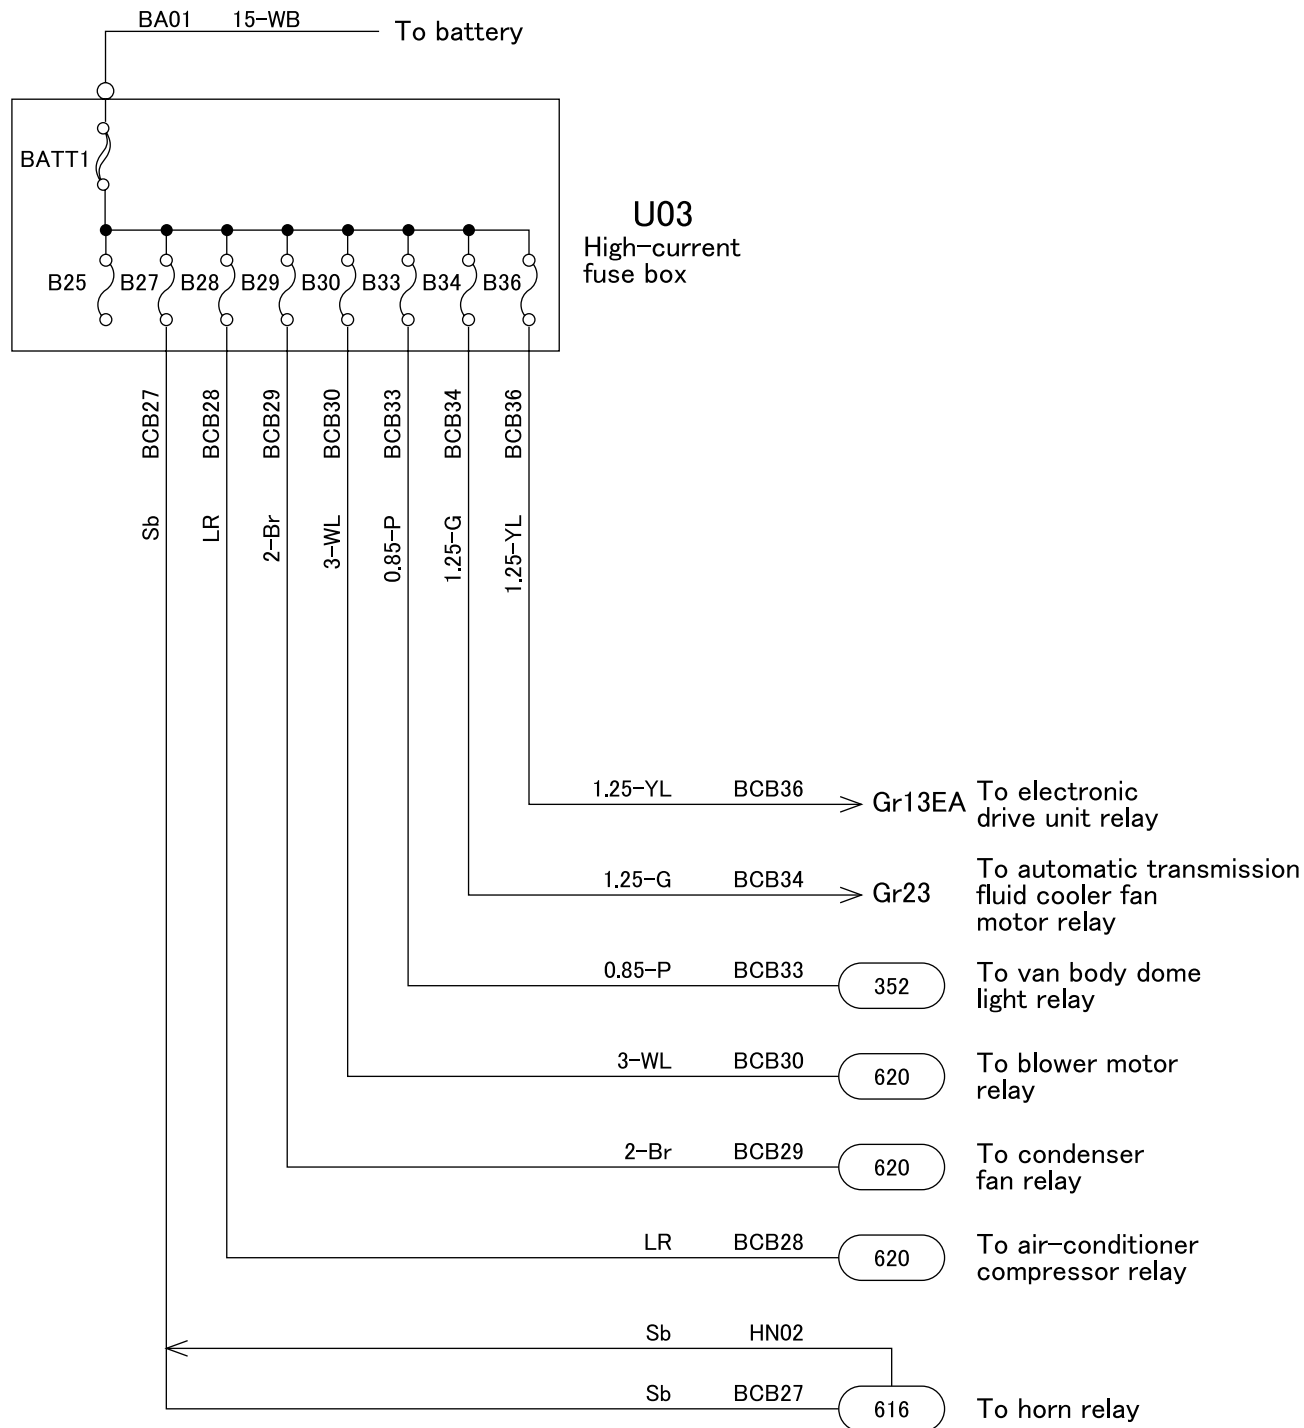 BA01 15-WB To battery
BATT1
U03
High-current
fuse box
B25 B27 B28 B29 B30 B33 B34 B36
BCB27 BCB28 BCB29 BCB30 BCB33 BCB34 BCB36
Sb LR 2-Br 3-WL 0.85-P 1.25-G 1.25-YL
1.25-YL BCB36 Gr13EA To electronic
drive unit relay
1.25-G BCB34 Gr23 To automatic transmission
fluid cooler fan
motor relay
0.85-P BCB33 352 To van body dome
light relay
3-WL BCB30 620 To blower motor
relay
2-Br BCB29 620 To condenser
fan relay
LR BCB28 620 To air-conditioner
compressor relay
Sb HN02
Sb BCB27 616 To horn relay